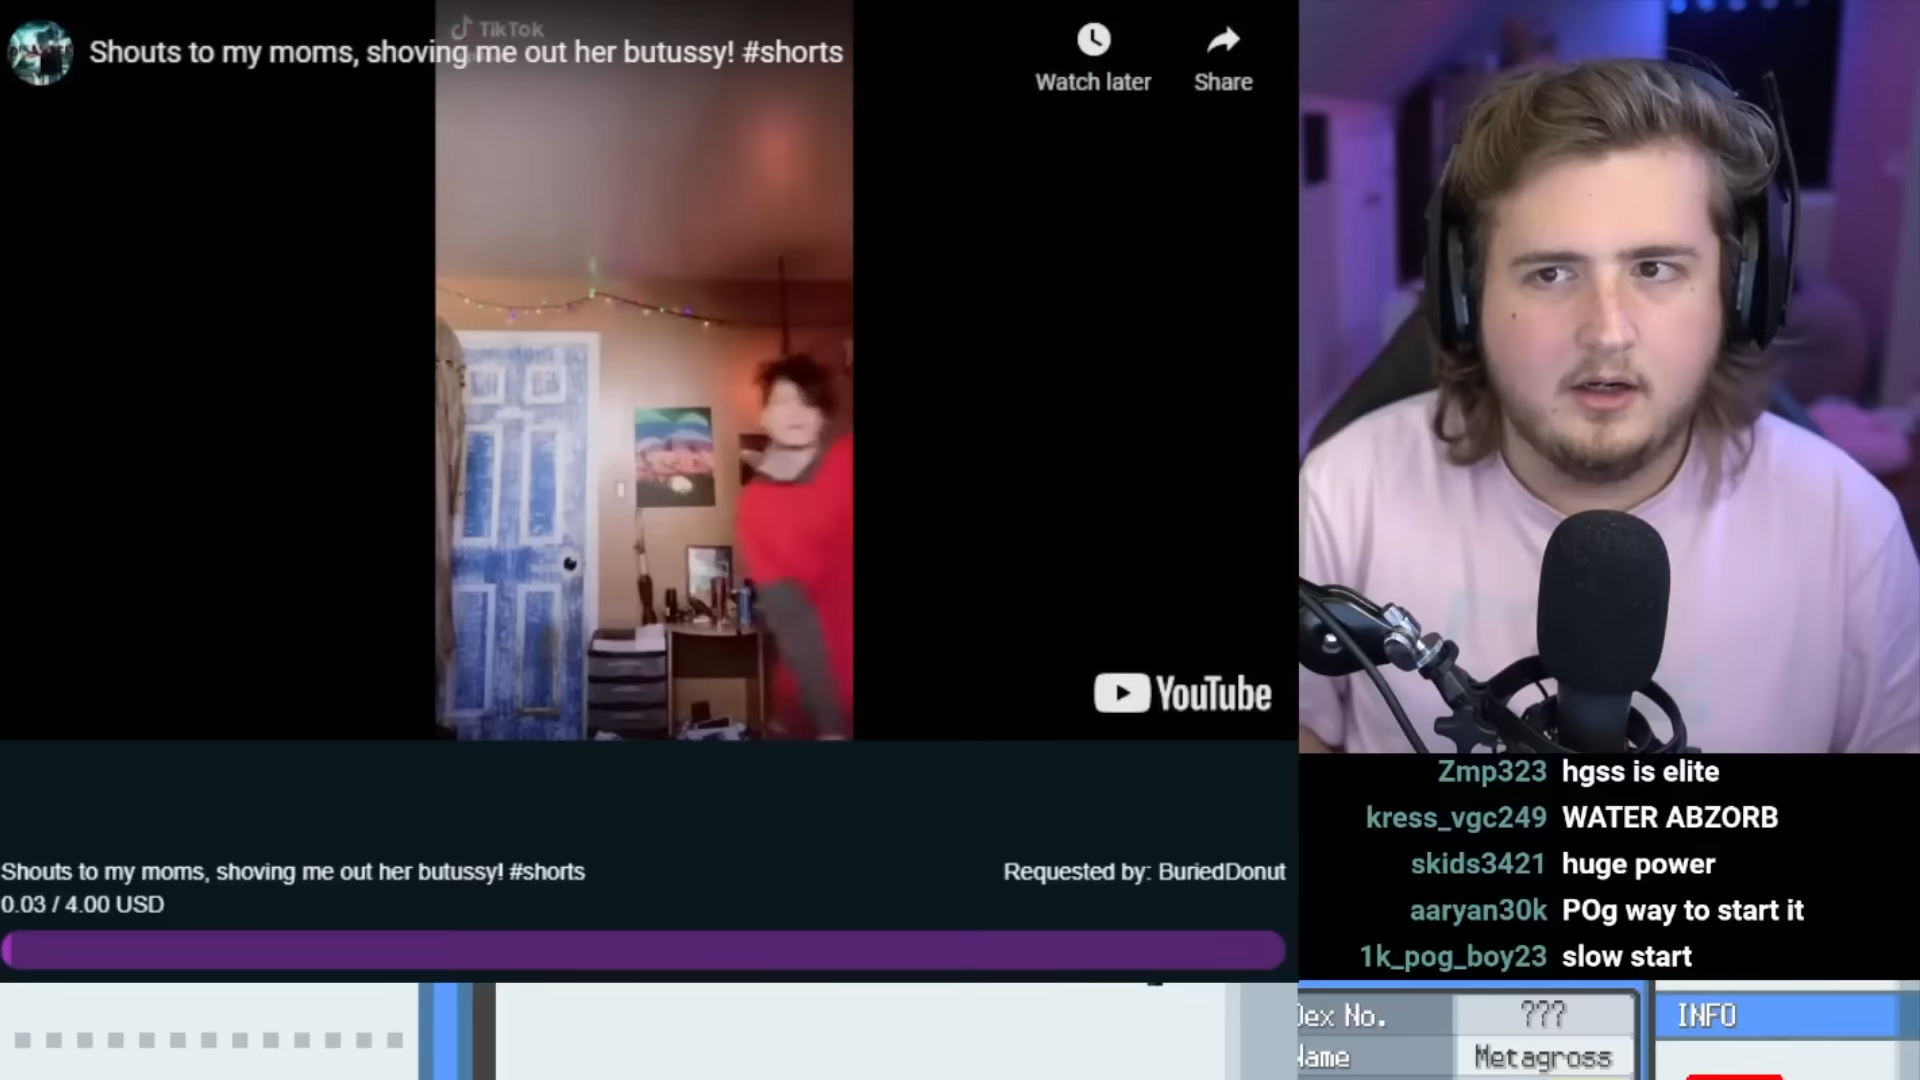 TikTok
Shouts to my moms, shoving me out her butussy! #shorts
Watch later
Share
YouTube
Shouts to my moms, shoving me out her butussy! #shorts
Requested by: BuriedDonut
0.03 / 4.00 USD
Zmp323 hgss is elite
kress_vgc249 WATER ABZORB
skids3421 huge power
aaryan30k POg way to start it
1k_pog_boy23 slow start
Dex No. ???
INFO
Name Metagross